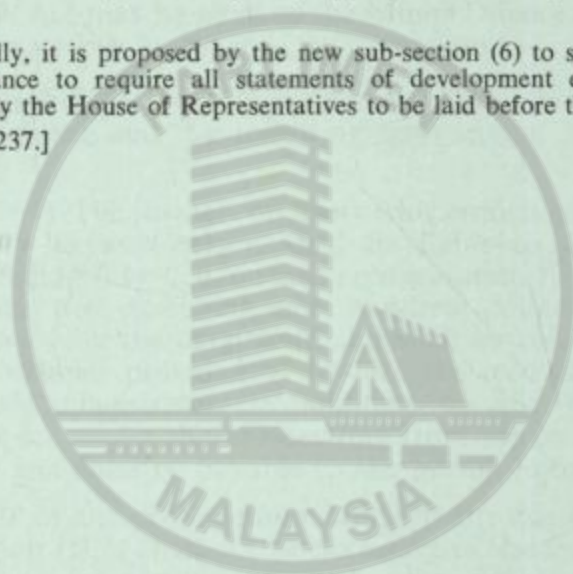 lly, it is proposed by the new sub-section (6) to s
nce to require all statements of development
y the House of Representatives to be laid before t
237.]
PARLIMEN
MALAYSIA